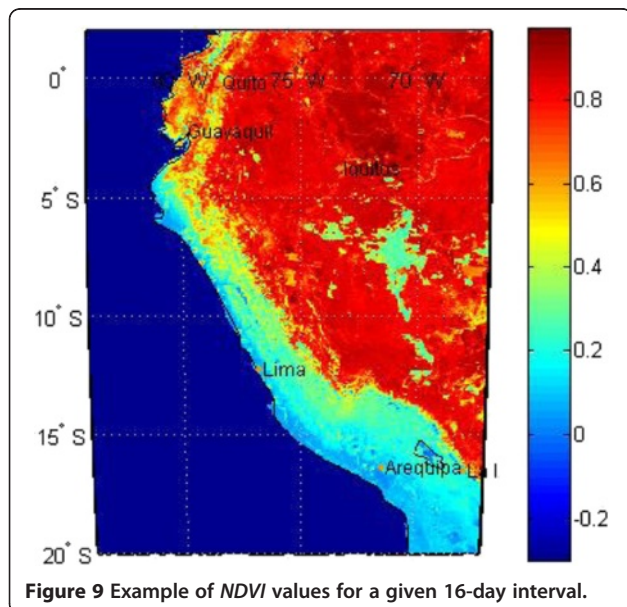 0° W Quito 75° W 70° W
Guayaquil
Iquitos
5° S
10° S
Lima
15° S
Arequipa
20° S
0.8
0.6
0.4
0.2
0
-0.2
Figure 9 Example of NDVI values for a given 16-day interval.